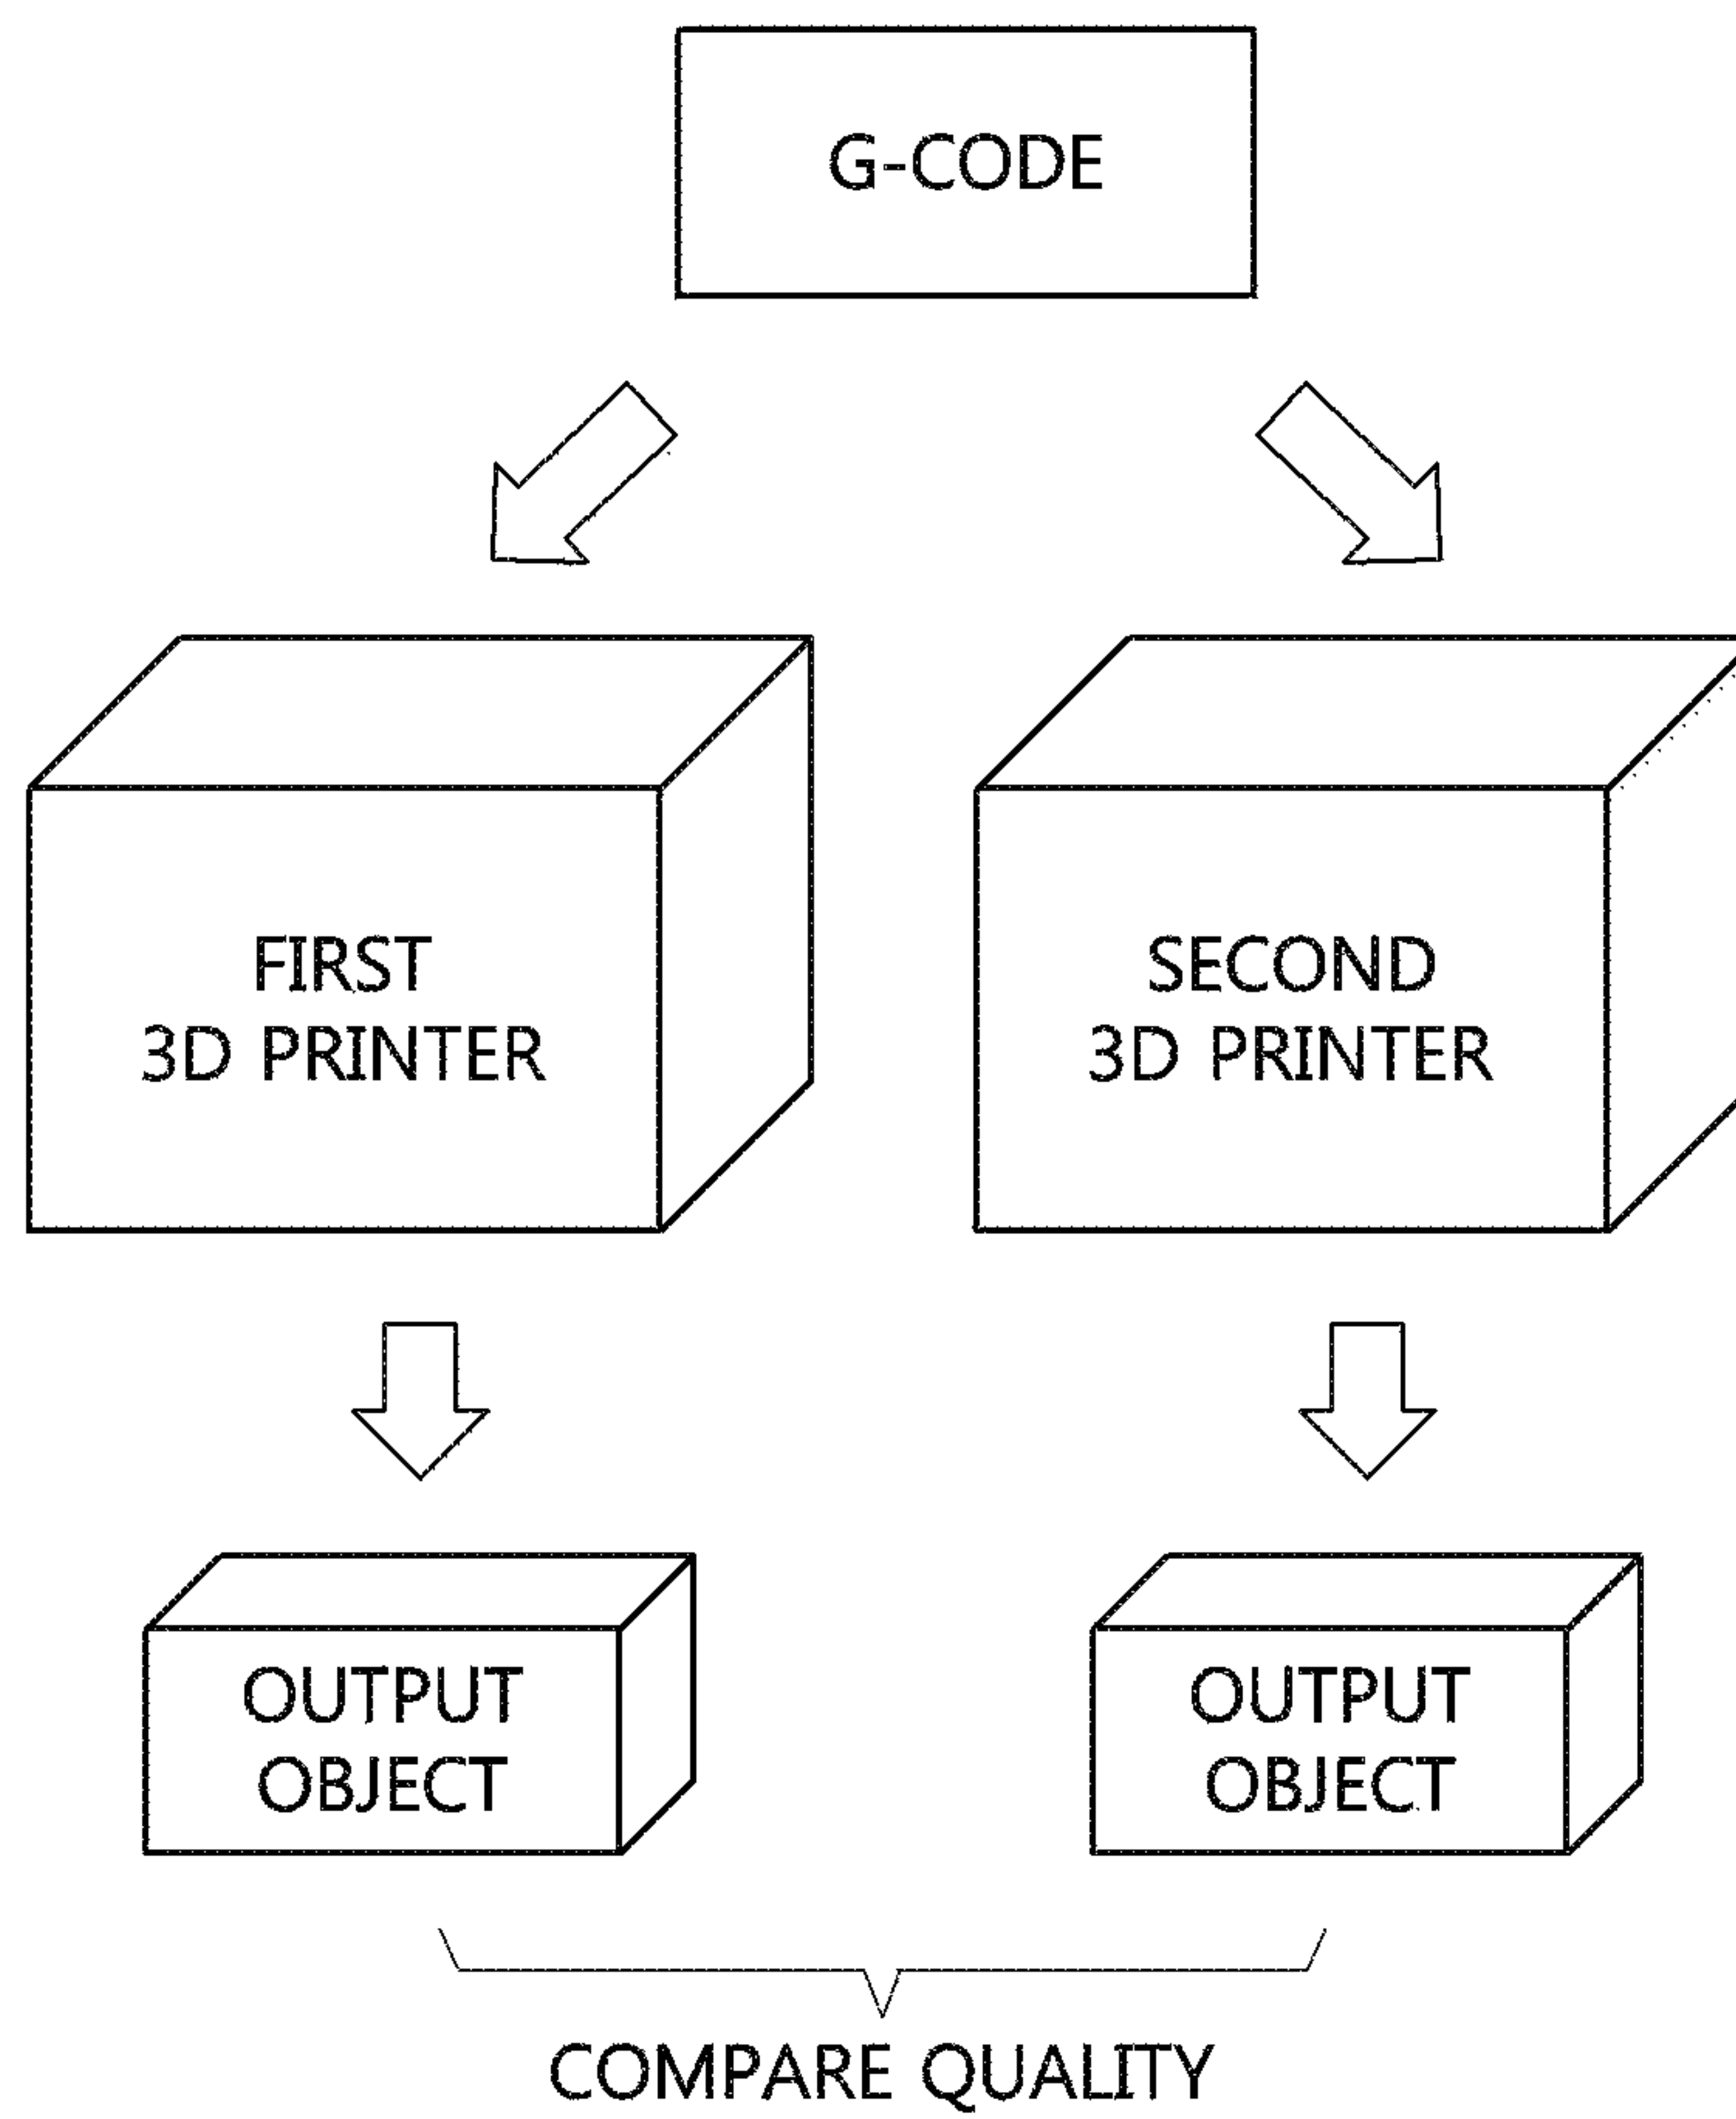 G-CODE
FIRST
3D PRINTER
SECOND
3D PRINTER
OUTPUT
OBJECT
OUTPUT
OBJECT
COMPARE QUALITY